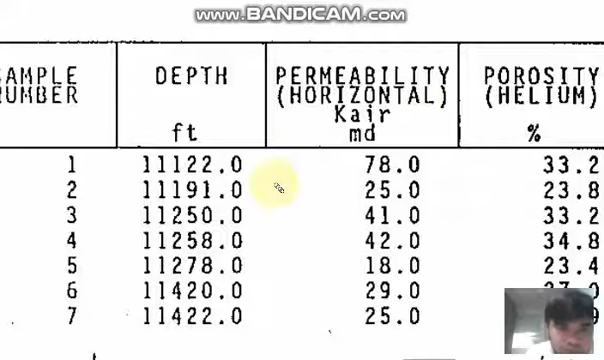 www.BANDICAM.com
SAMPLE DEPTH PERMEABILITY POROSITY
NUMBER (HORIZONTAL) (HELIUM)
Kair
ft md %
1 11122.0 78.0 33.2
2 11191.0 25.0 23.8
3 11250.0 41.0 33.2
4 11258.0 42.0 34.8
5 11278.0 18.0 23.4
6 11420.0 29.0
7 11422.0 25.0